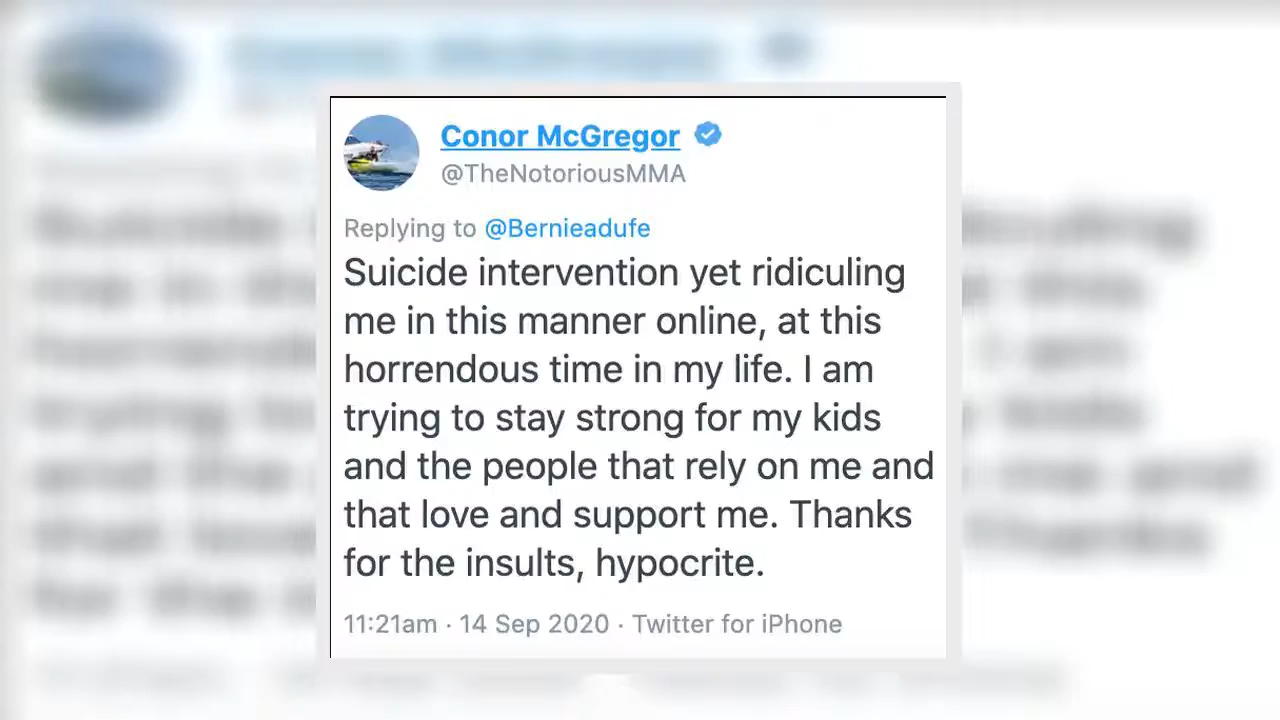 Conor McGregor
@TheNotoriousMMA
Replying to @Bernieadufe
Suicide intervention yet ridiculing
me in this manner online, at this
horrendous time in my life. I am
trying to stay strong for my kids
and the people that rely on me and
that love and support me. Thanks
for the insults, hypocrite.
11:21am · 14 Sep 2020 · Twitter for iPhone